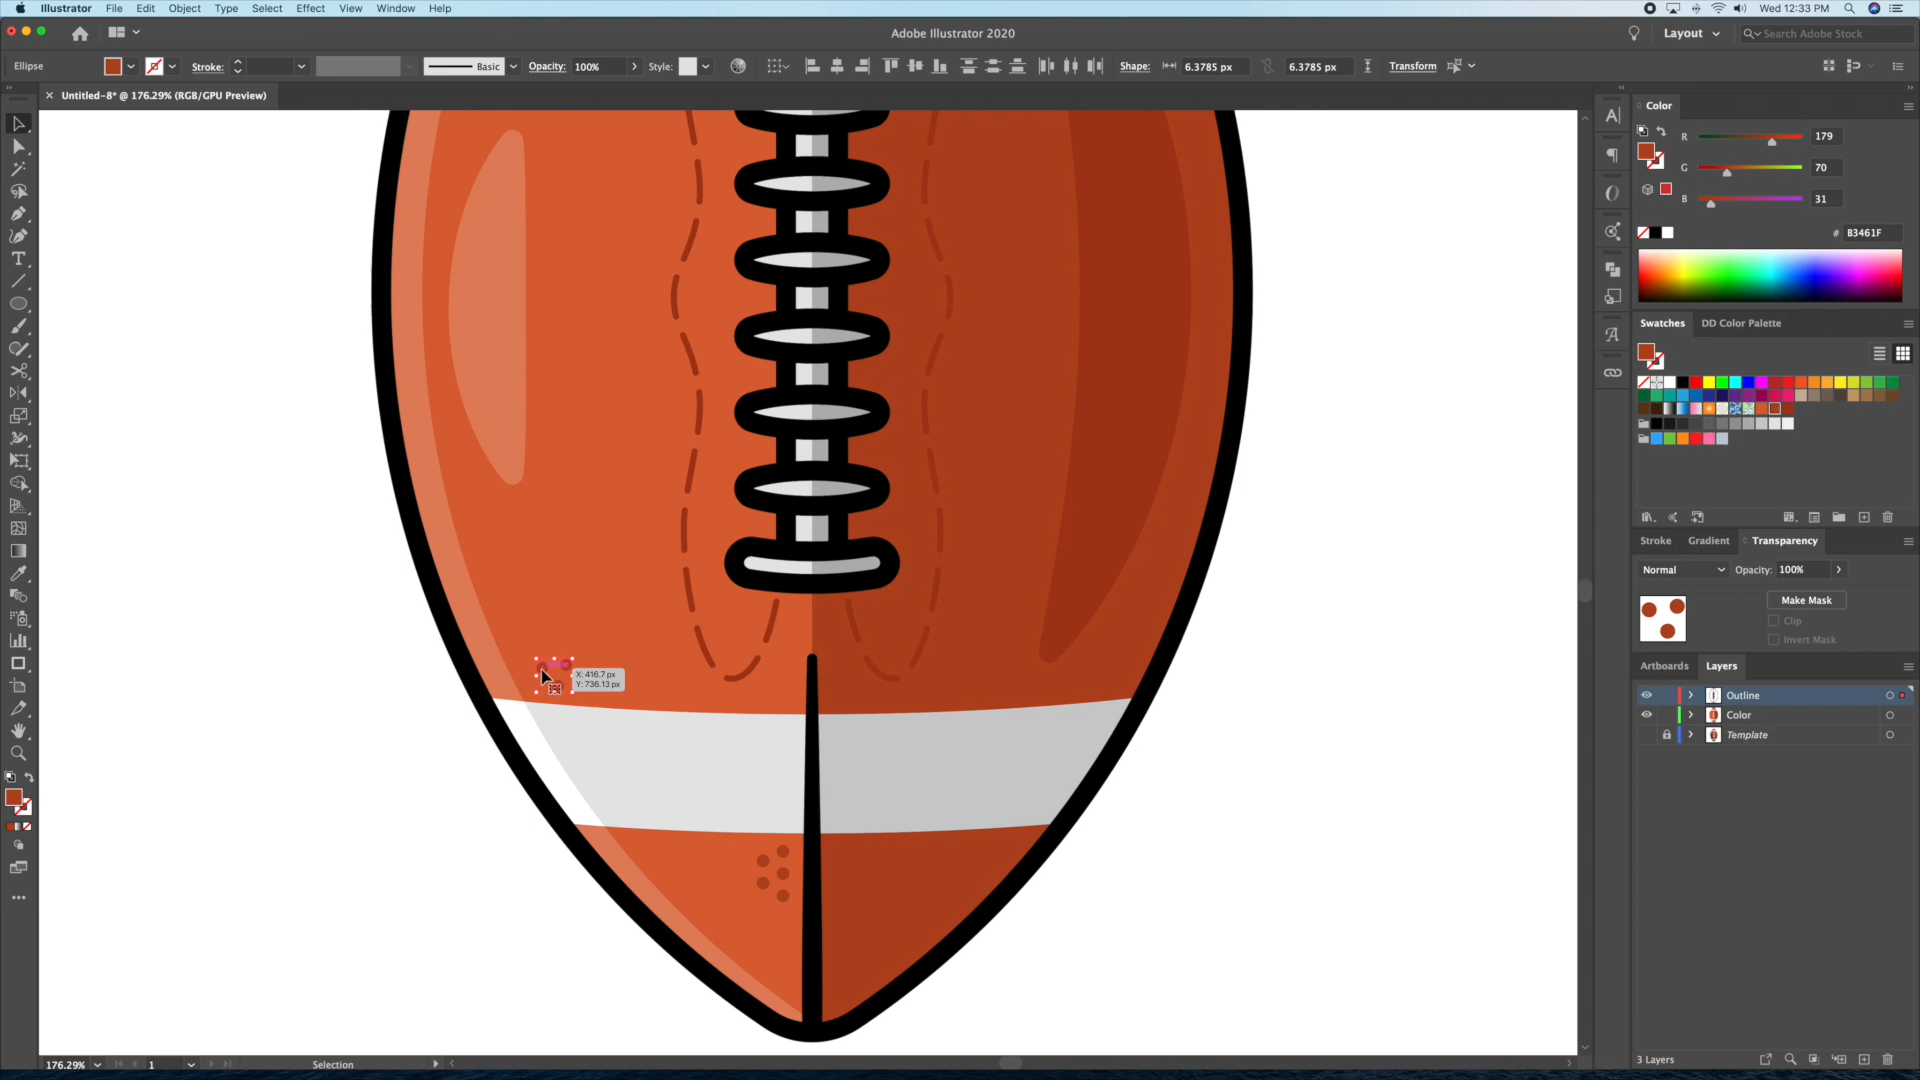 Illustrator File Edit Object Type Select Effect View Window Help Wed 12:33 PM
Adobe Illustrator 2020 Layout Search Adobe Stock
Ellipse Stroke: Basic Opacity: 100% Style: Shape: 6.3785 px 6.3785 px Transform
Untitled-8* @ 176.29% (RGB/GPU Preview)
Color
R 179
G 70
B 31
# B3461F
Swatches DD Color Palette
Stroke Gradient Transparency
Normal Opacity: 100%
Make Mask
Clip
Invert Mask
Artboards Layers
Outline
Color
Template
X: 416.7 px
Y: 736.13 px
176.29% 1 Selection
3 Layers